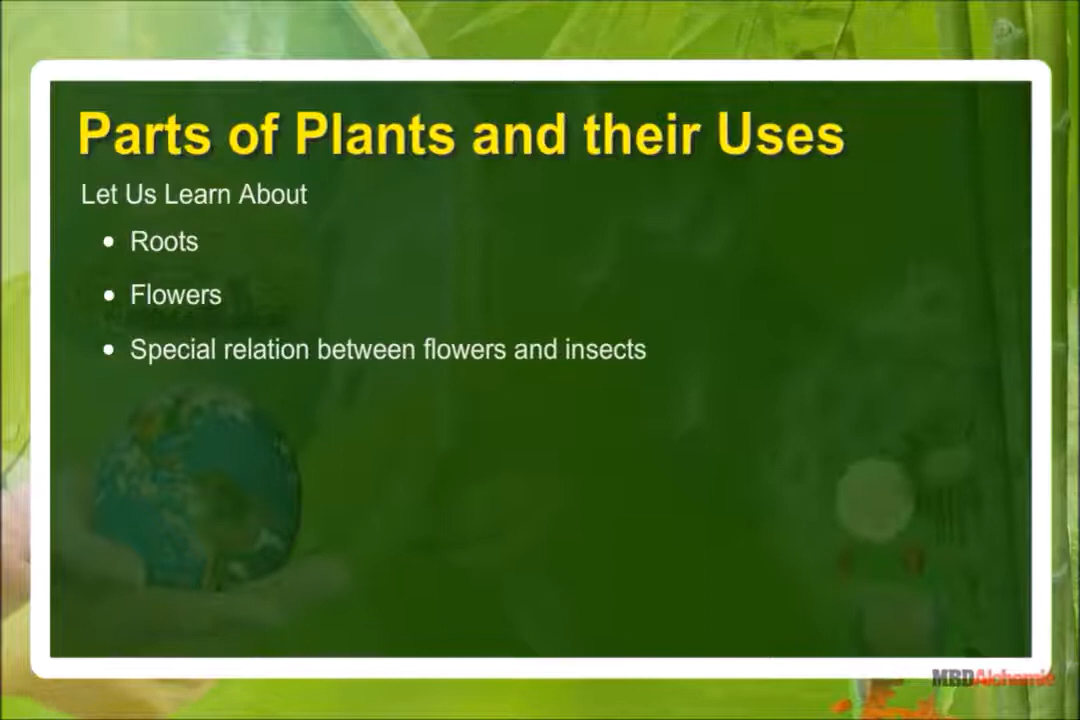 Parts of Plants and their Uses
Let Us Learn About
• Roots
• Flowers
• Special relation between flowers and insects
MBDAlchemie